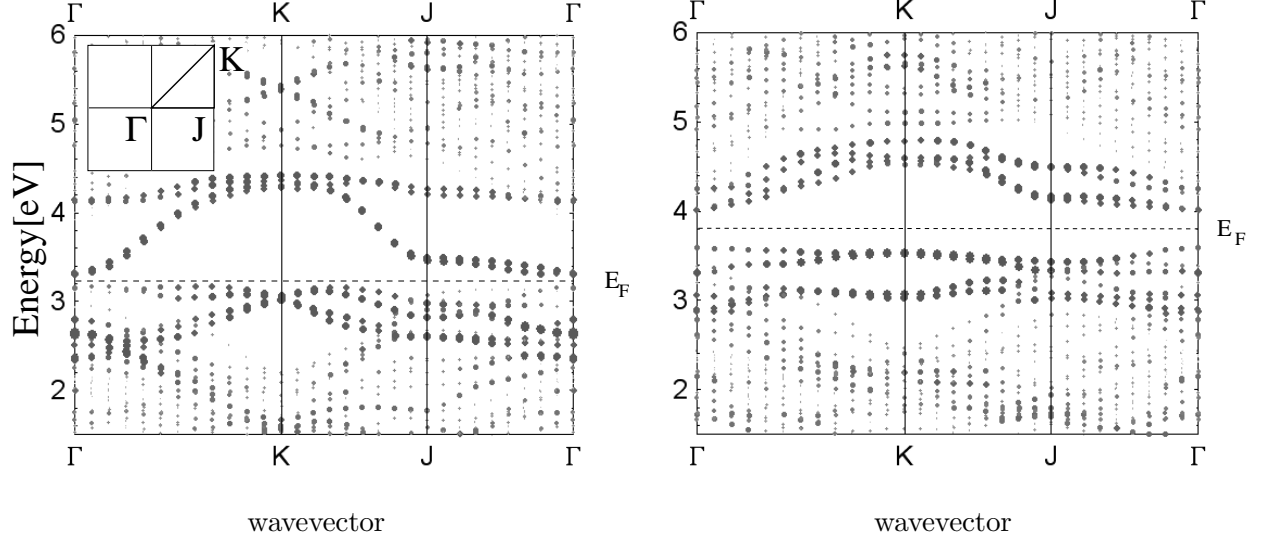 Γ K J Γ Γ K J Γ
6 6
K
5 5
Γ J
Energy[eV]
4 4
E_F
E_F
3 3
2 2
Γ K J Γ Γ K J Γ
wavevector wavevector